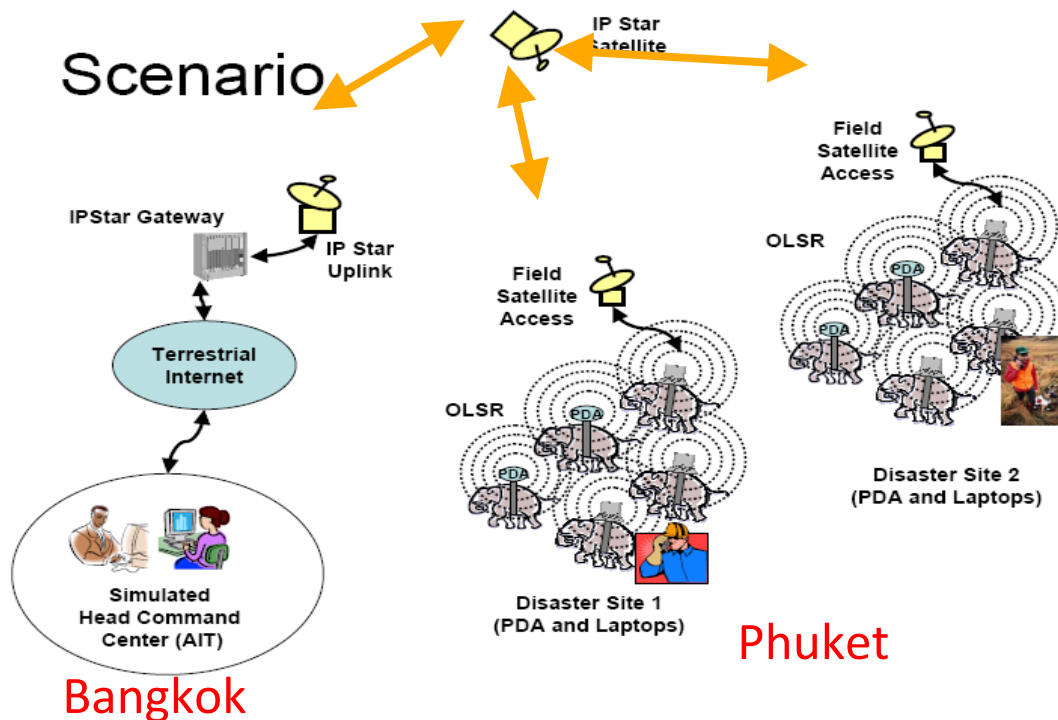 Scenario
IP Star
Satellite
IPStar Gateway
IP Star
Uplink
Terrestrial
Internet
Simulated
Head Command
Center (AIT)
Bangkok
Field
Satellite
Access
OLSR
PDA
PDA
Disaster Site 1
(PDA and Laptops)
Field
Satellite
Access
OLSR
PDA
PDA
Disaster Site 2
(PDA and Laptops)
Phuket